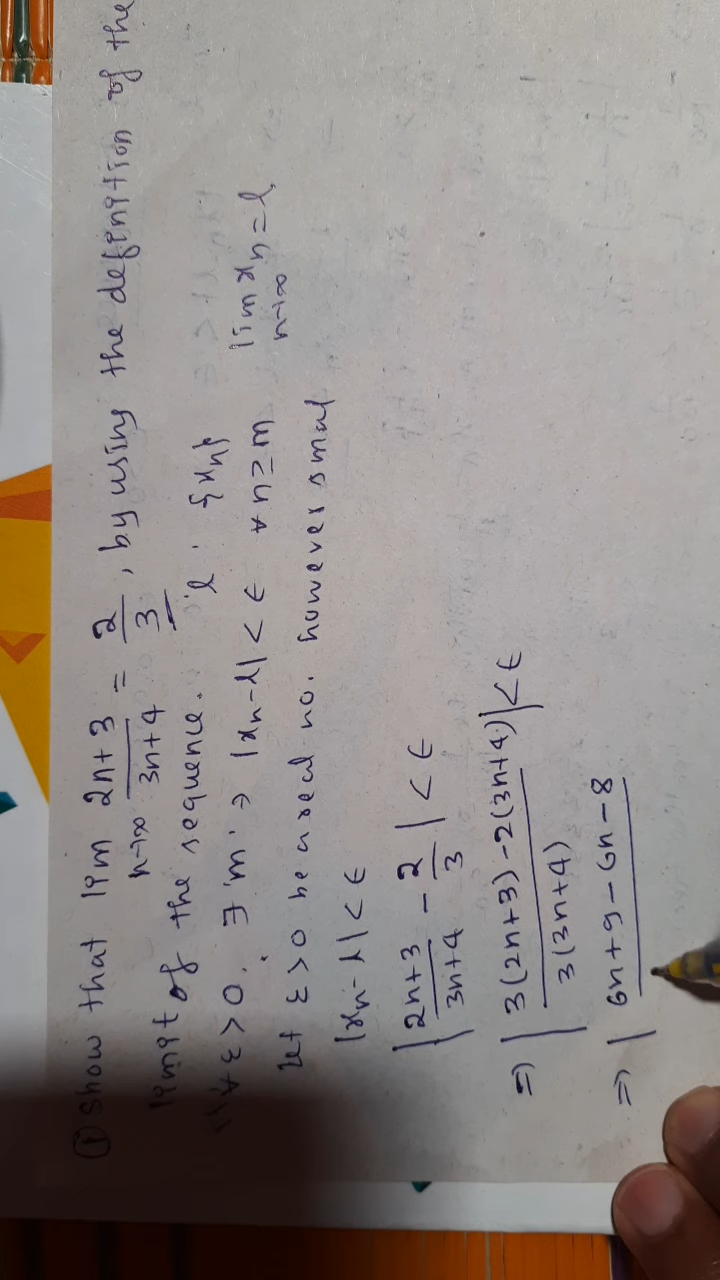 ① Show that lim n→∞ 2n+3 / 3n+4 = 2/3, by using the definition of the
limit of the sequence. 'l' {xn}
"∀ε>0, ∃ 'm' → |xn-l| < ε ∀ n≥m lim n→∞ xn = l
Let ε>0 be a real no. however smal
|xn-l| < ε
|2n+3 / 3n+4 - 2/3| < ε
⇒ |3(2n+3)-2(3n+4) / 3(3n+4)| < ε
⇒ |6n+9-6n-8